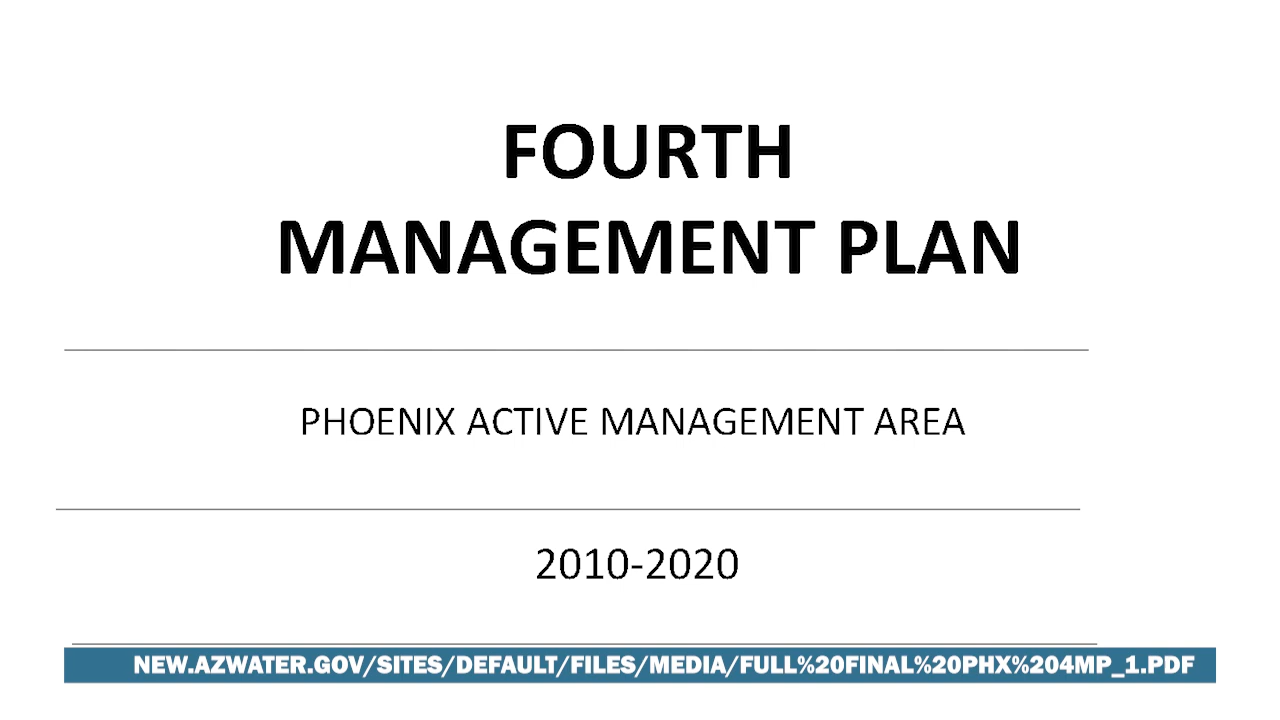 FOURTH
MANAGEMENT PLAN
PHOENIX ACTIVE MANAGEMENT AREA
2010-2020
NEW.AZWATER.GOV/SITES/DEFAULT/FILES/MEDIA/FULL%20FINAL%20PHX%204MP_1.PDF